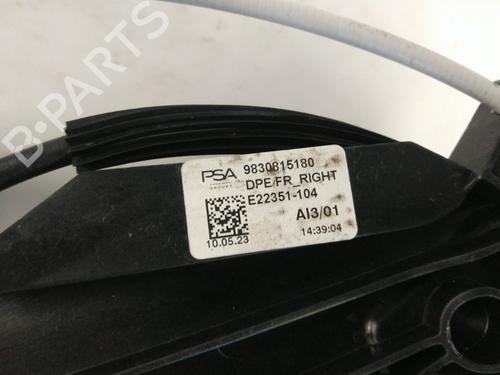 B-PARTS
PSA
GROUPE
9830815180
DPE/FR_RIGHT
E22351-104
AI3/01
10.05.23
14:39:04